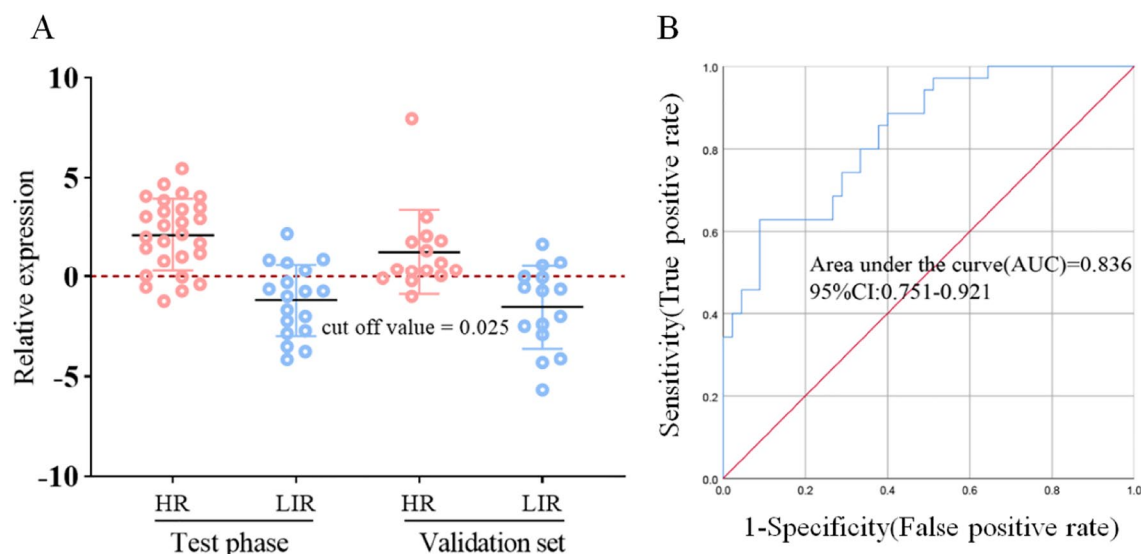 A
Relative expression
10
5
0
-5
-10
cut off value = 0.025
HR
LIR
HR
LIR
Test phase
Validation set
B
Sensitivity(True positive rate)
1.0
0.8
0.6
0.4
0.2
0.0
Area under the curve(AUC)=0.836
95%CI:0.751-0.921
0.0
0.2
0.4
0.6
0.8
1.0
1-Specificity(False positive rate)